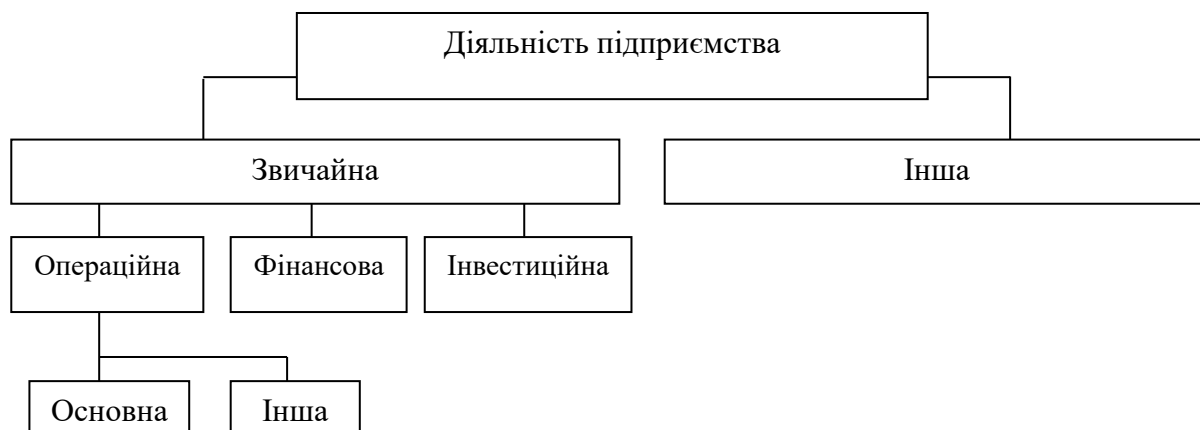 Діяльність підприємства
Звичайна
Інша
Операційна
Фінансова
Інвестиційна
Основна
Інша